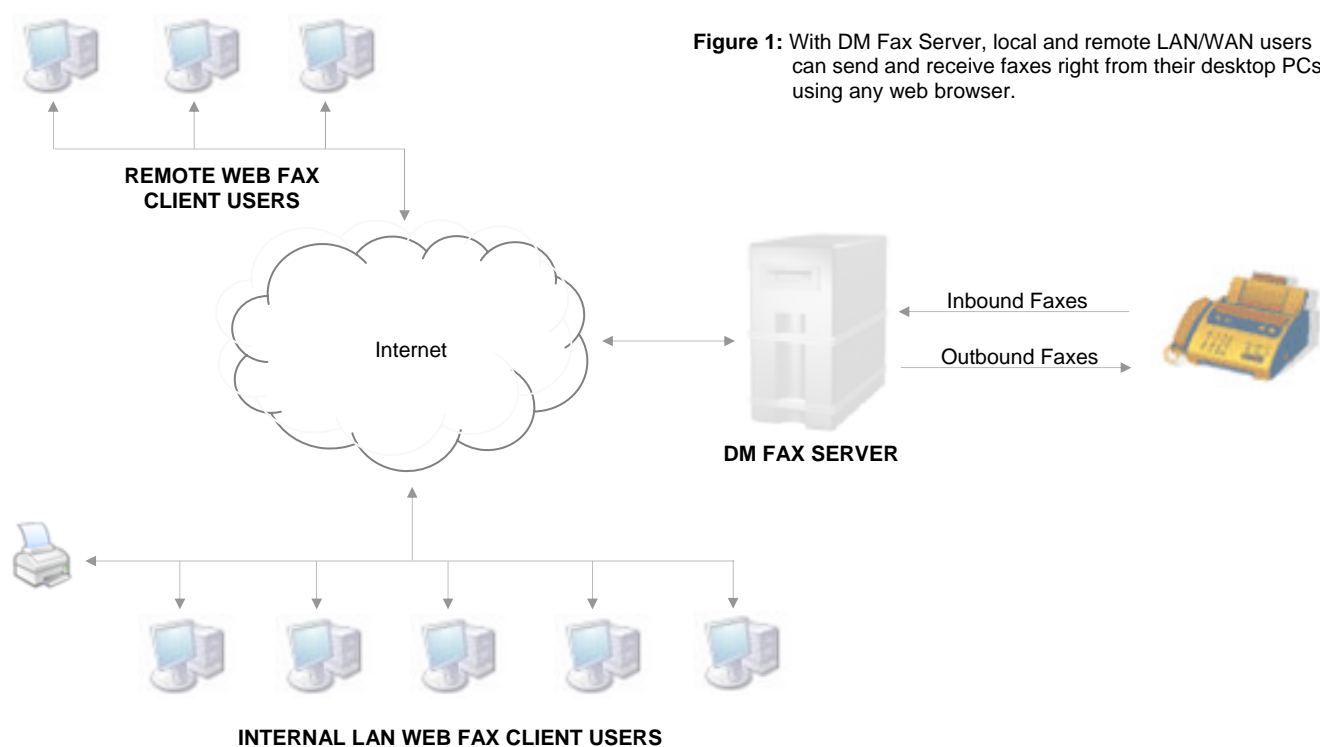 Figure 1: With DM Fax Server, local and remote LAN/WAN users
can send and receive faxes right from their desktop PCs
using any web browser.
REMOTE WEB FAX
CLIENT USERS
Internet
Inbound Faxes
Outbound Faxes
DM FAX SERVER
INTERNAL LAN WEB FAX CLIENT USERS